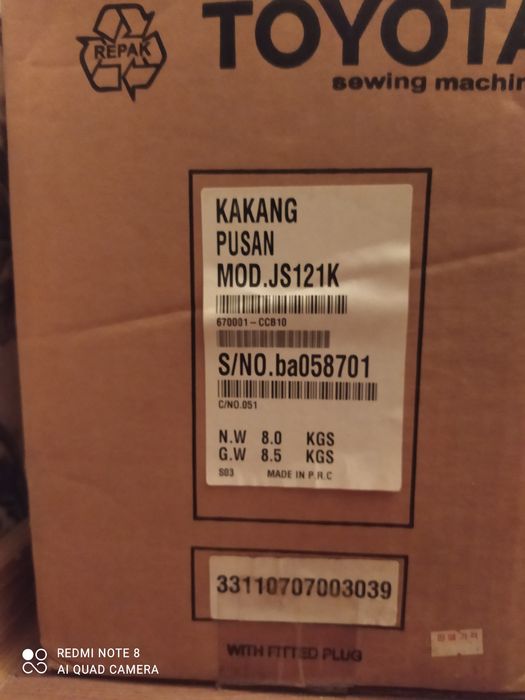 REPAK
TOYOTA
sewing machin
KAKANG
PUSAN
MOD.JS121K
670001-CCB10
S/NO.ba058701
C/NO.051
N.W 8.0 KGS
G.W 8.5 KGS
S03 MADE IN P.R.C
33110707003039
WITH FITTED PLUG
REDMI NOTE 8
AI QUAD CAMERA